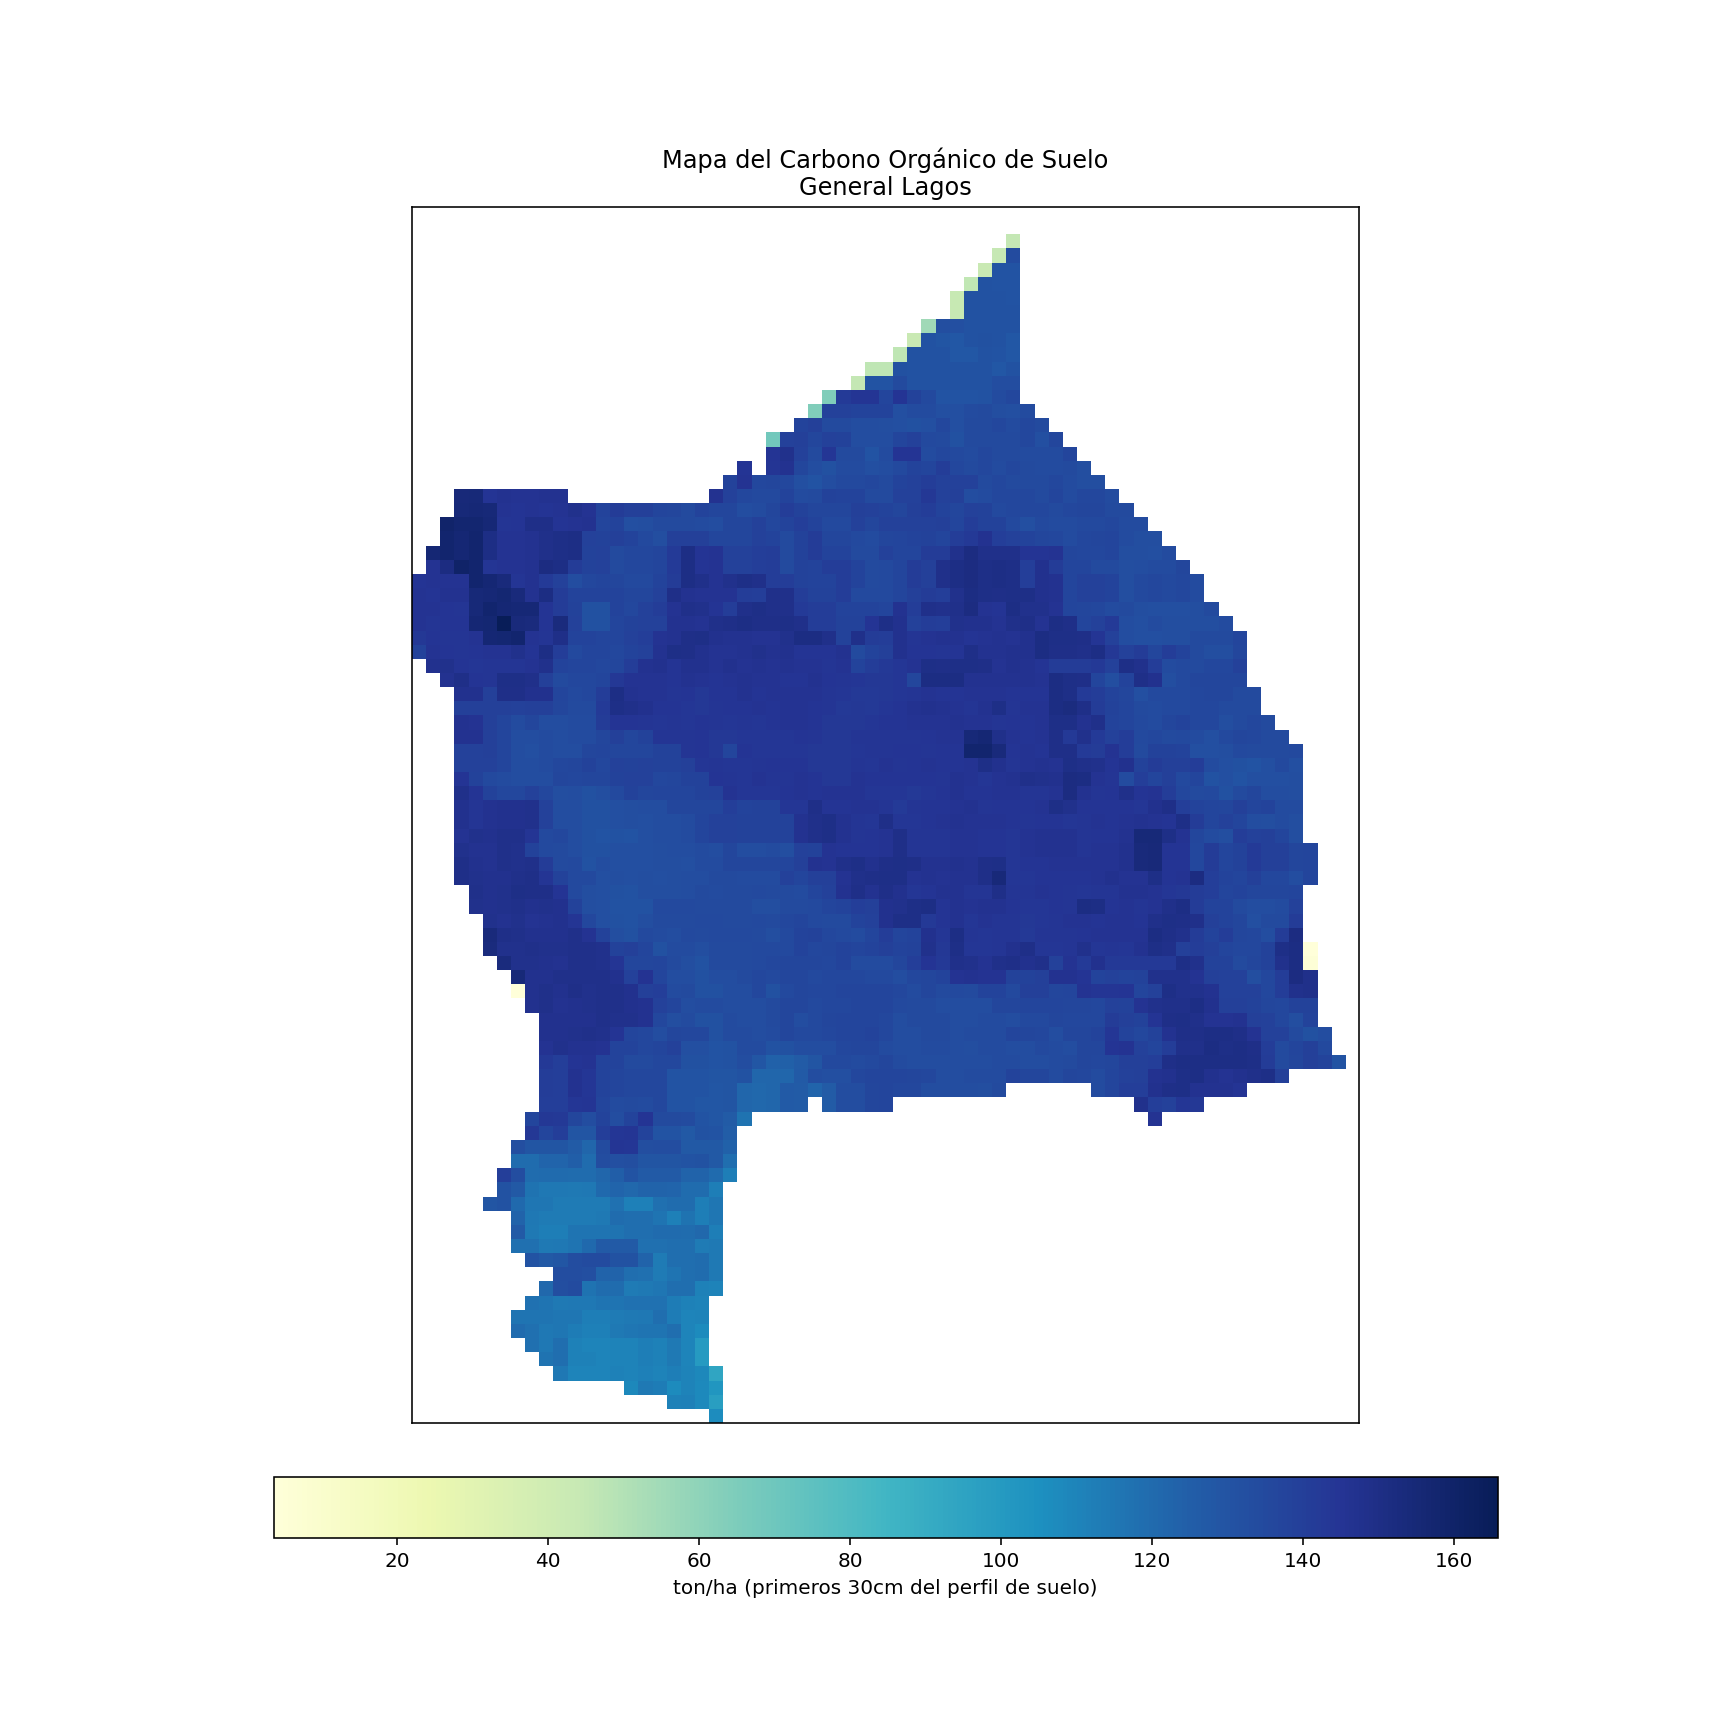 Mapa del Carbono Orgánico de Suelo
General Lagos
20 40 60 80 100 120 140 160
ton/ha (primeros 30cm del perfil de suelo)